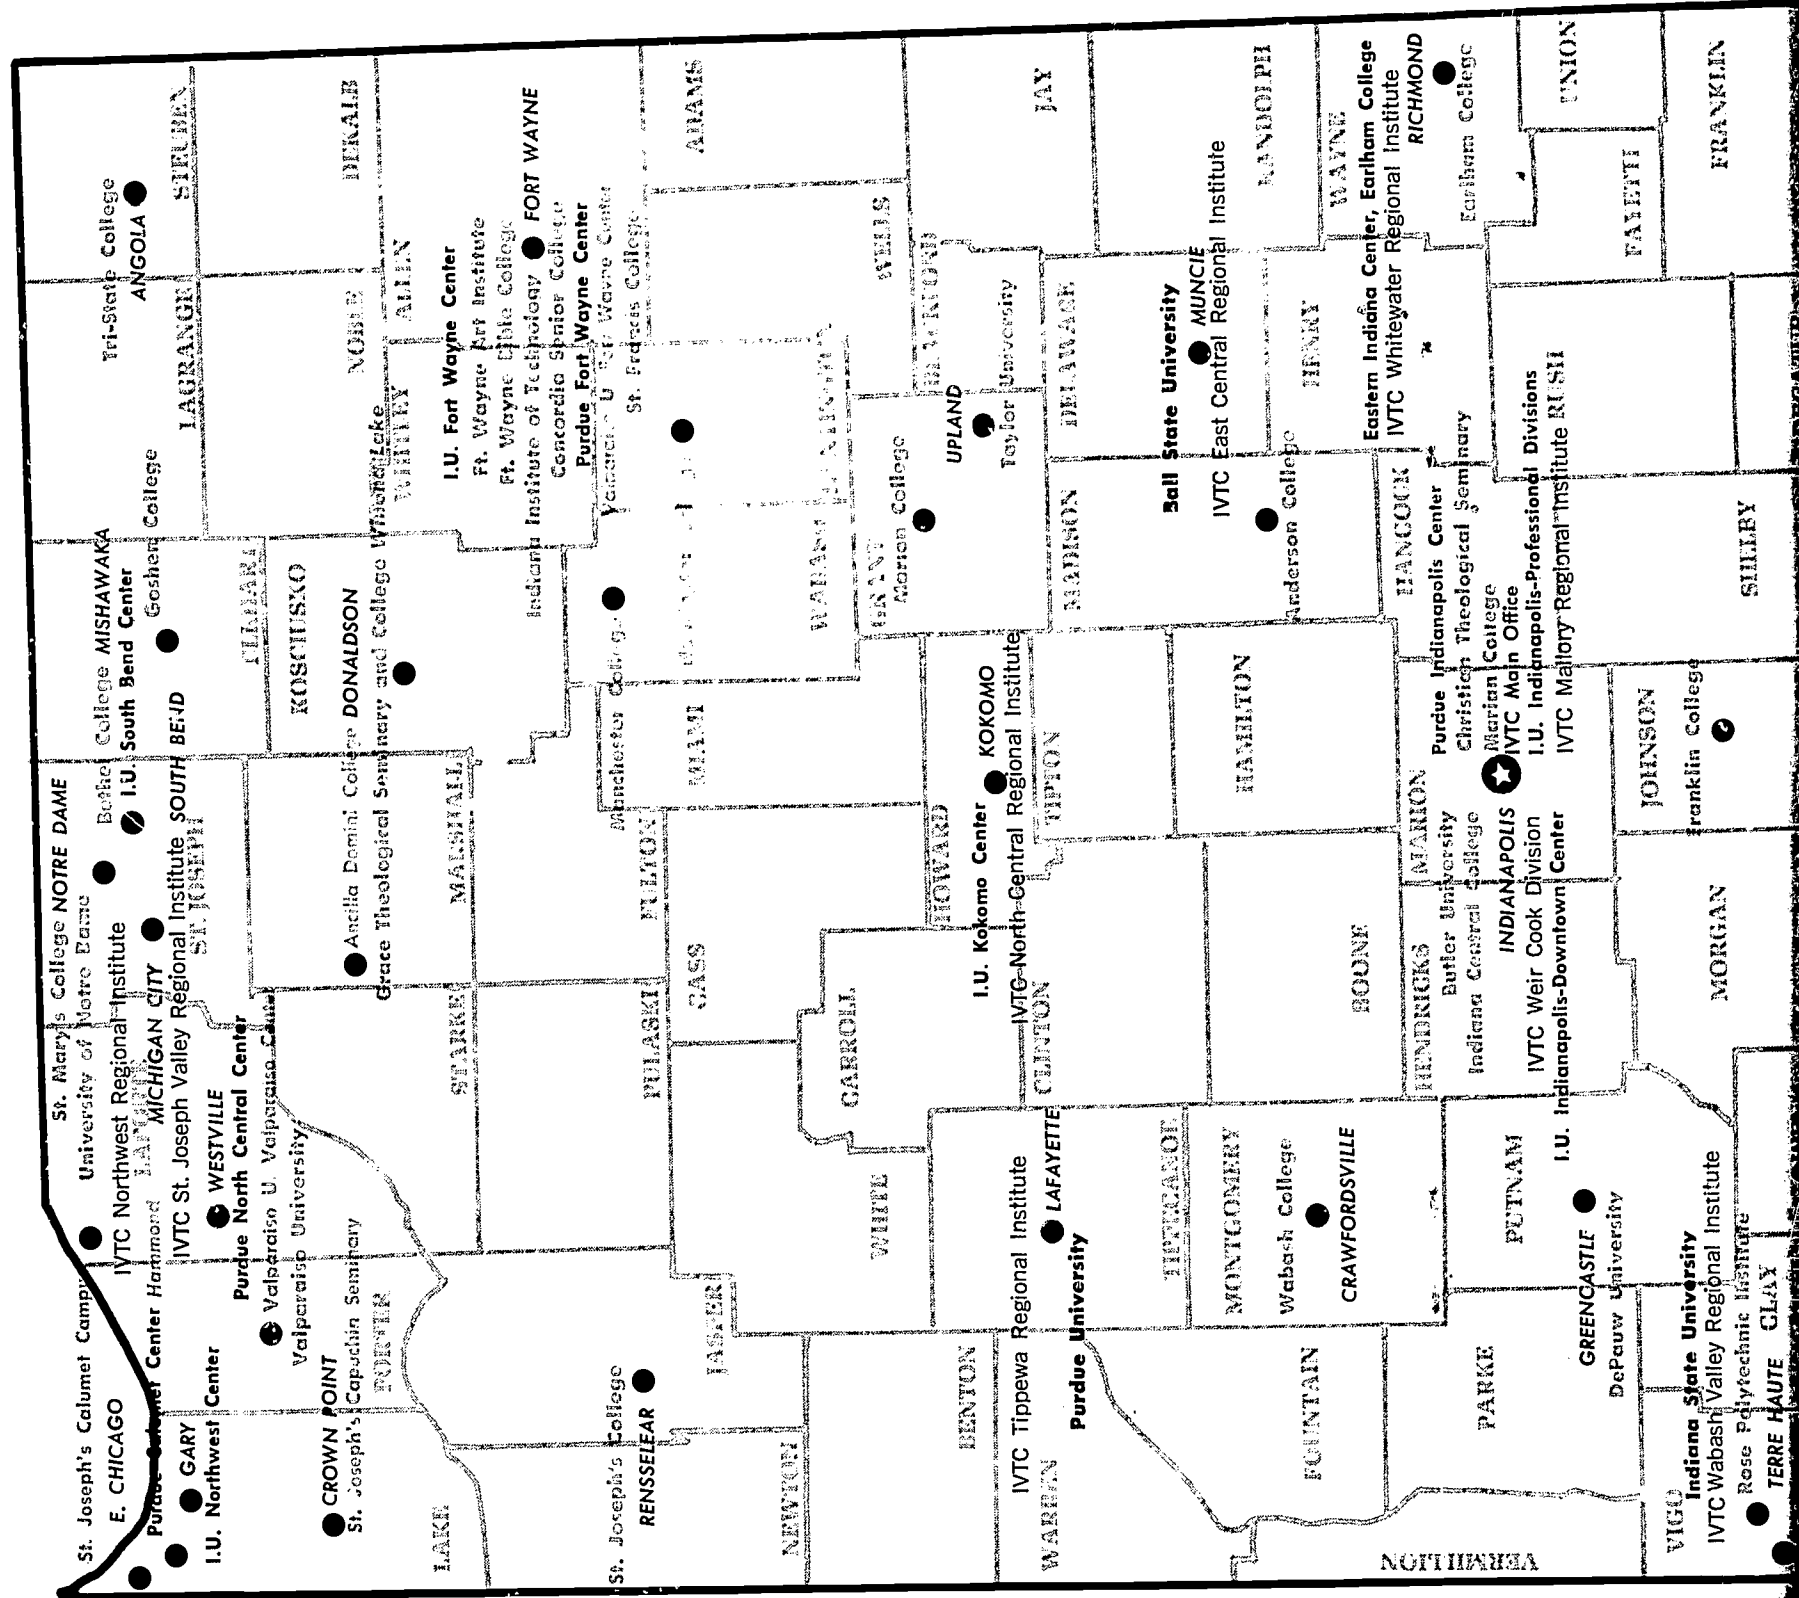 St. Joseph's Calumet Campus
E. CHICAGO
Purdue Calumet Center Hammond
GARY
I.U. Northwest Center
CROWN POINT
St. Joseph's Capuchin Seminary
LAKE
PORTER
St. Mary's College NOTRE DAME
University of Notre Dame
IVTC Northwest Regional Institute
LAPORTE
MICHIGAN CITY
IVTC St. Joseph Valley Regional Institute SOUTH BEND
ST. JOSEPH
WESTVILLE
Purdue North Central Center
Valparaiso U. Valparaiso Center
Valparaiso University
Bethel College MISHAWAKA
I.U. South Bend Center
Goshen College
ELKHART
Tri-State College
ANGOLA
LAGRANGE
STEUBEN
KOSCIUSKO
NOBLE
DEKALB
Ancilla Domini College DONALDSON
Grace Theological Seminary and College Winona Lake
STARKE
MARSHALL
WHITLEY
ALLEN
I.U. Fort Wayne Center
Ft. Wayne Art Institute
Ft. Wayne Bible College
Indiana Institute of Technology
FORT WAYNE
Concordia Senior College
Purdue Fort Wayne Center
St. Francis College
St. Joseph's College
RENSSELEAR
JASPER
NEWTON
PULASKI
FULTON
Manchester College
CASS
MIAMI
WABASH
WELLS
ADAMS
WHITE
CARROLL
HOWARD
GRANT
Marion College
UPLAND
Taylor University
JAY
BENTON
I.U. Kokomo Center
KOKOMO
IVTC North Central Regional Institute
IVTC Tippewa Regional Institute
LAFAYETTE
Purdue University
WARREN
TIPPECANOE
CLINTON
TIPTON
MADISON
DELAWARE
Ball State University
MUNCIE
IVTC East Central Regional Institute
RANDOLPH
FOUNTAIN
MONTGOMERY
Wabash College
CRAWFORDSVILLE
BOONE
HAMILTON
Anderson College
HENRY
WAYNE
Eastern Indiana Center, Earlham College
IVTC Whitewater Regional Institute
RICHMOND
Earlham College
VERMILLION
PARKE
PUTNAM
GREENCASTLE
DePauw University
HENDRICKS
MARION
HANCOCK
Butler University
Indiana Central College
INDIANAPOLIS
IVTC Weir Cook Division
I.U. Indianapolis-Downtown Center
Purdue Indianapolis Center
Christian Theological Seminary
Marian College
IVTC Main Office
I.U. Indianapolis-Professional Divisions
IVTC Mallory Regional Institute
RUSH
FAYETTE
UNION
VIGO
Indiana State University
IVTC Wabash Valley Regional Institute
Rose Polytechnic Institute
TERRE HAUTE
CLAY
MORGAN
JOHNSON
Franklin College
SHELBY
FRANKLIN